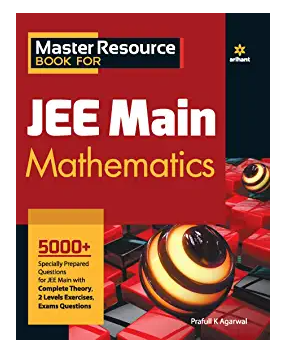 Master Resource
BOOK FOR
arihant
JEE Main
Mathematics
5000+
Specially Prepared
Questions
for JEE Main with
Complete Theory,
2 Levels Exercises,
Exams Questions
Prafull K Agarwal